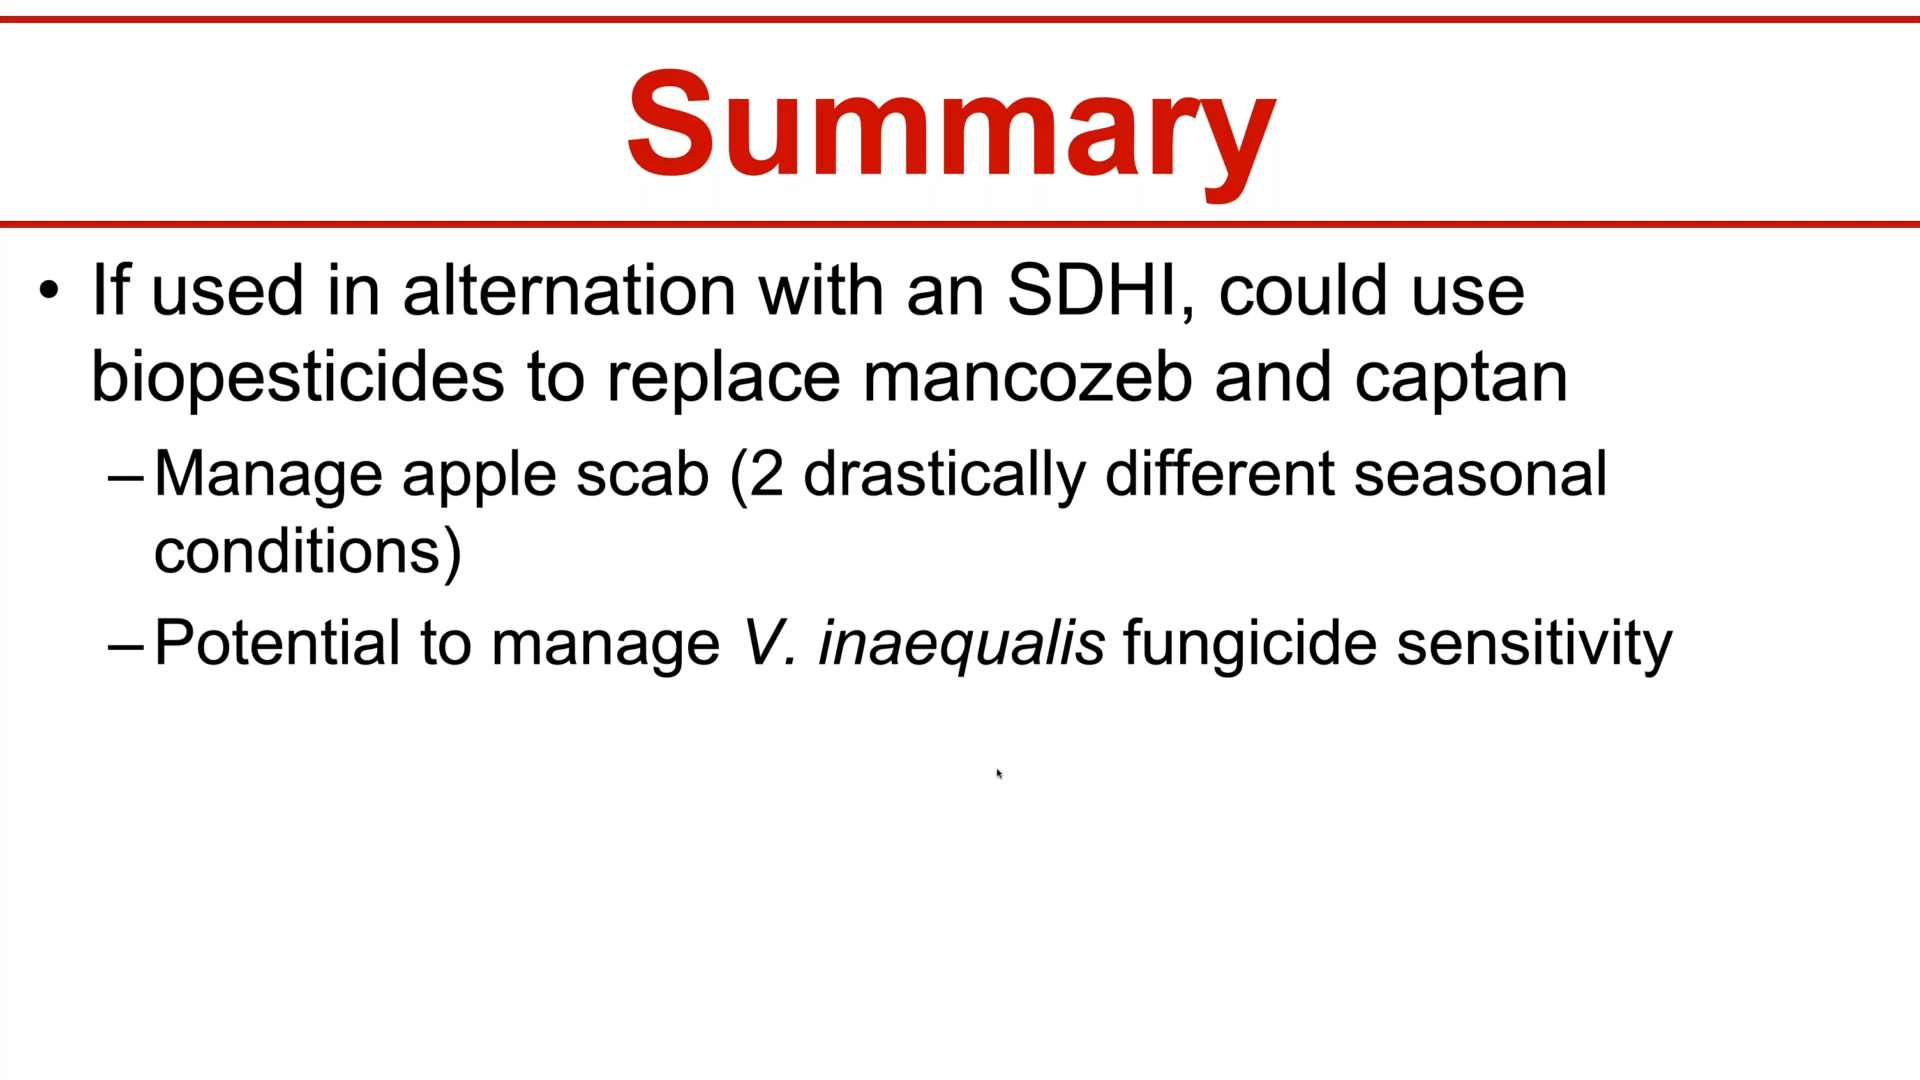 Summary
• If used in alternation with an SDHI, could use
biopesticides to replace mancozeb and captan
–Manage apple scab (2 drastically different seasonal
conditions)
–Potential to manage V. inaequalis fungicide sensitivity